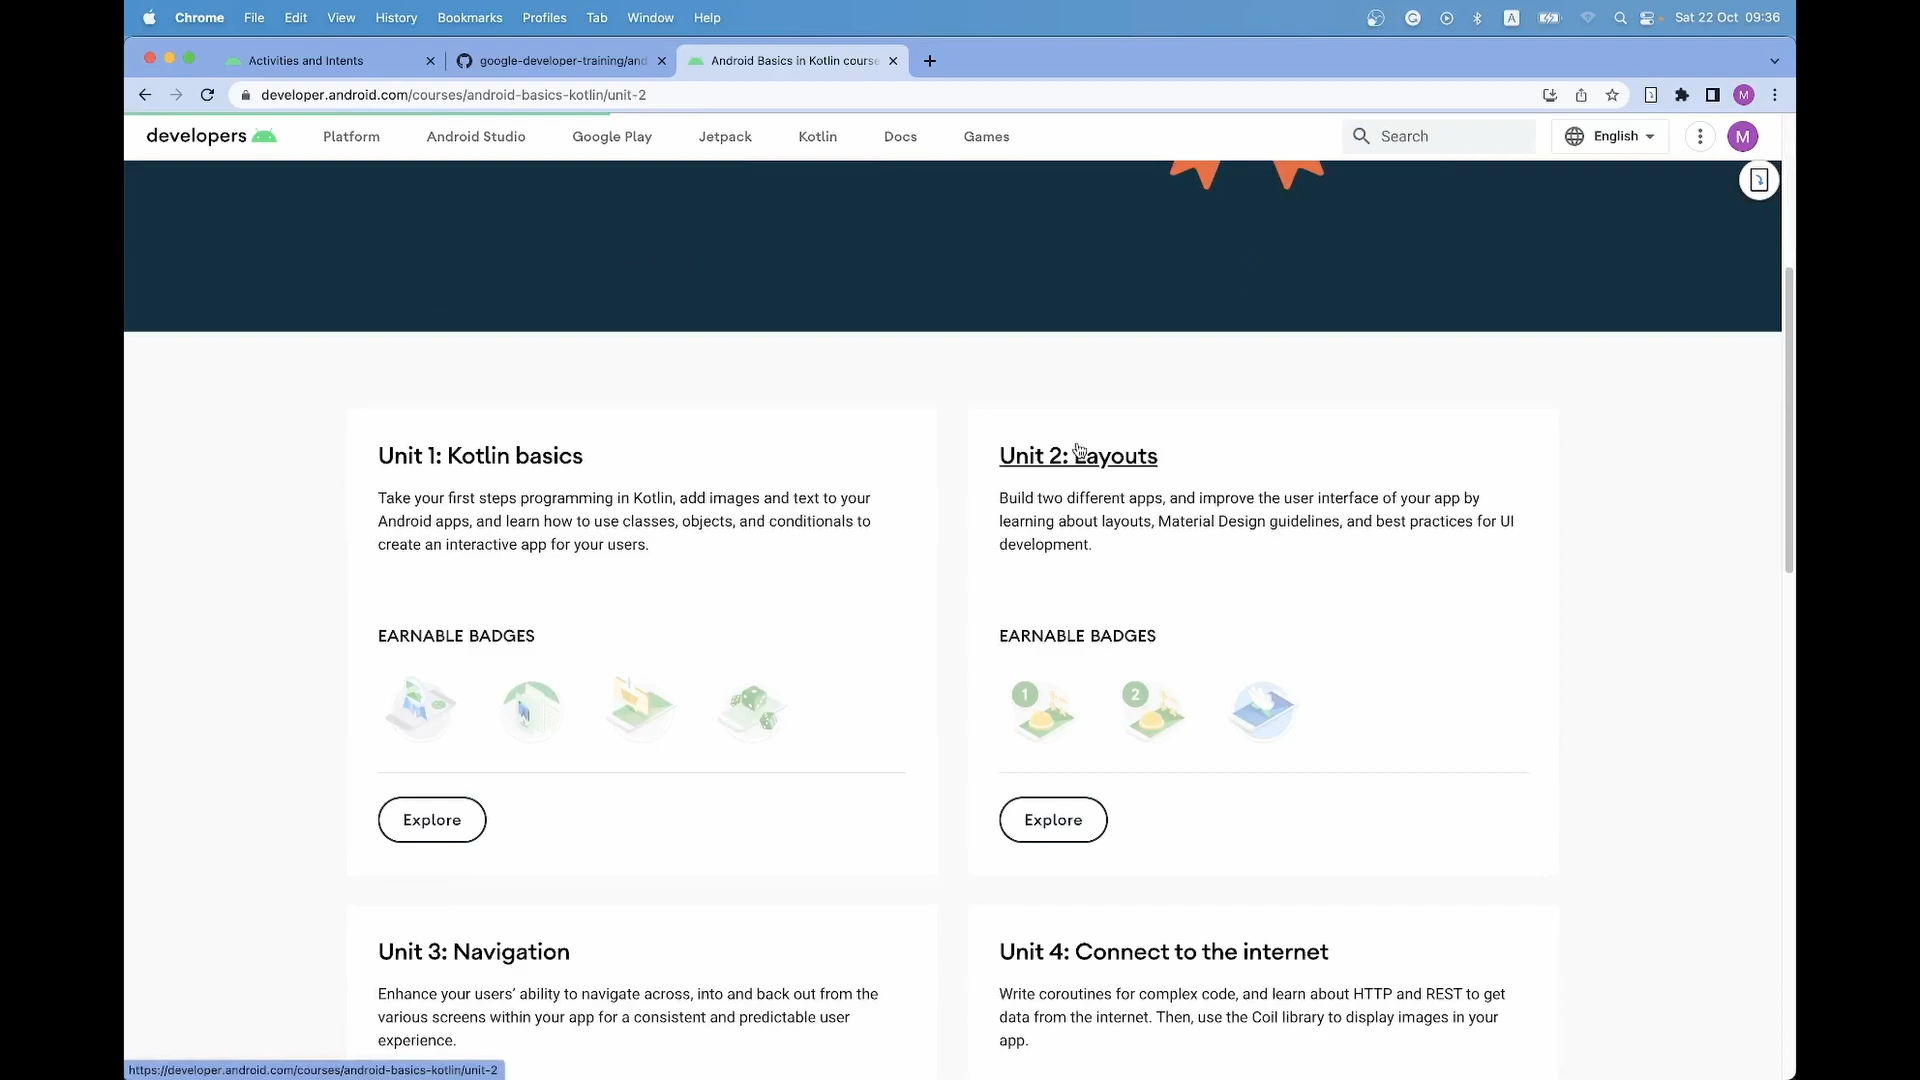 Chrome File Edit View History Bookmarks Profiles Tab Window Help A Sat 22 Oct 09:36
Activities and Intents google-developer-training/and Android Basics in Kotlin course
developer.android.com/courses/android-basics-kotlin/unit-2 M
developers Platform Android Studio Google Play Jetpack Kotlin Docs Games Search English M
Unit 1: Kotlin basics
Take your first steps programming in Kotlin, add images and text to your
Android apps, and learn how to use classes, objects, and conditionals to
create an interactive app for your users.
EARNABLE BADGES
Explore
Unit 2: Layouts
Build two different apps, and improve the user interface of your app by
learning about layouts, Material Design guidelines, and best practices for UI
development.
EARNABLE BADGES
1 2
Explore
Unit 3: Navigation
Enhance your users' ability to navigate across, into and back out from the
various screens within your app for a consistent and predictable user
experience.
Unit 4: Connect to the internet
Write coroutines for complex code, and learn about HTTP and REST to get
data from the internet. Then, use the Coil library to display images in your
app.
https://developer.android.com/courses/android-basics-kotlin/unit-2